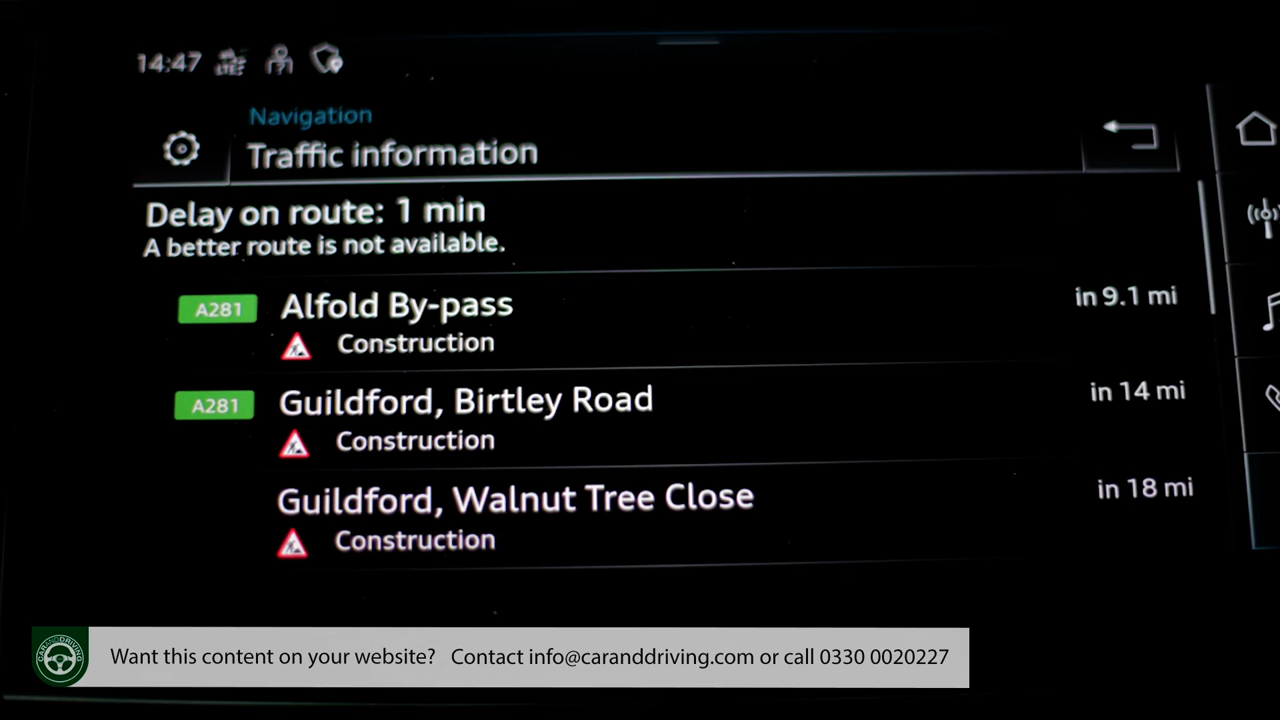 14:47
LTE
Navigation
Traffic information
Delay on route: 1 min
A better route is not available.
A281 Alfold By-pass in 9.1 mi
Construction
A281 Guildford, Birtley Road in 14 mi
Construction
Guildford, Walnut Tree Close in 18 mi
Construction
CARANDDRIVING
Want this content on your website? Contact info@caranddriving.com or call 0330 0020227